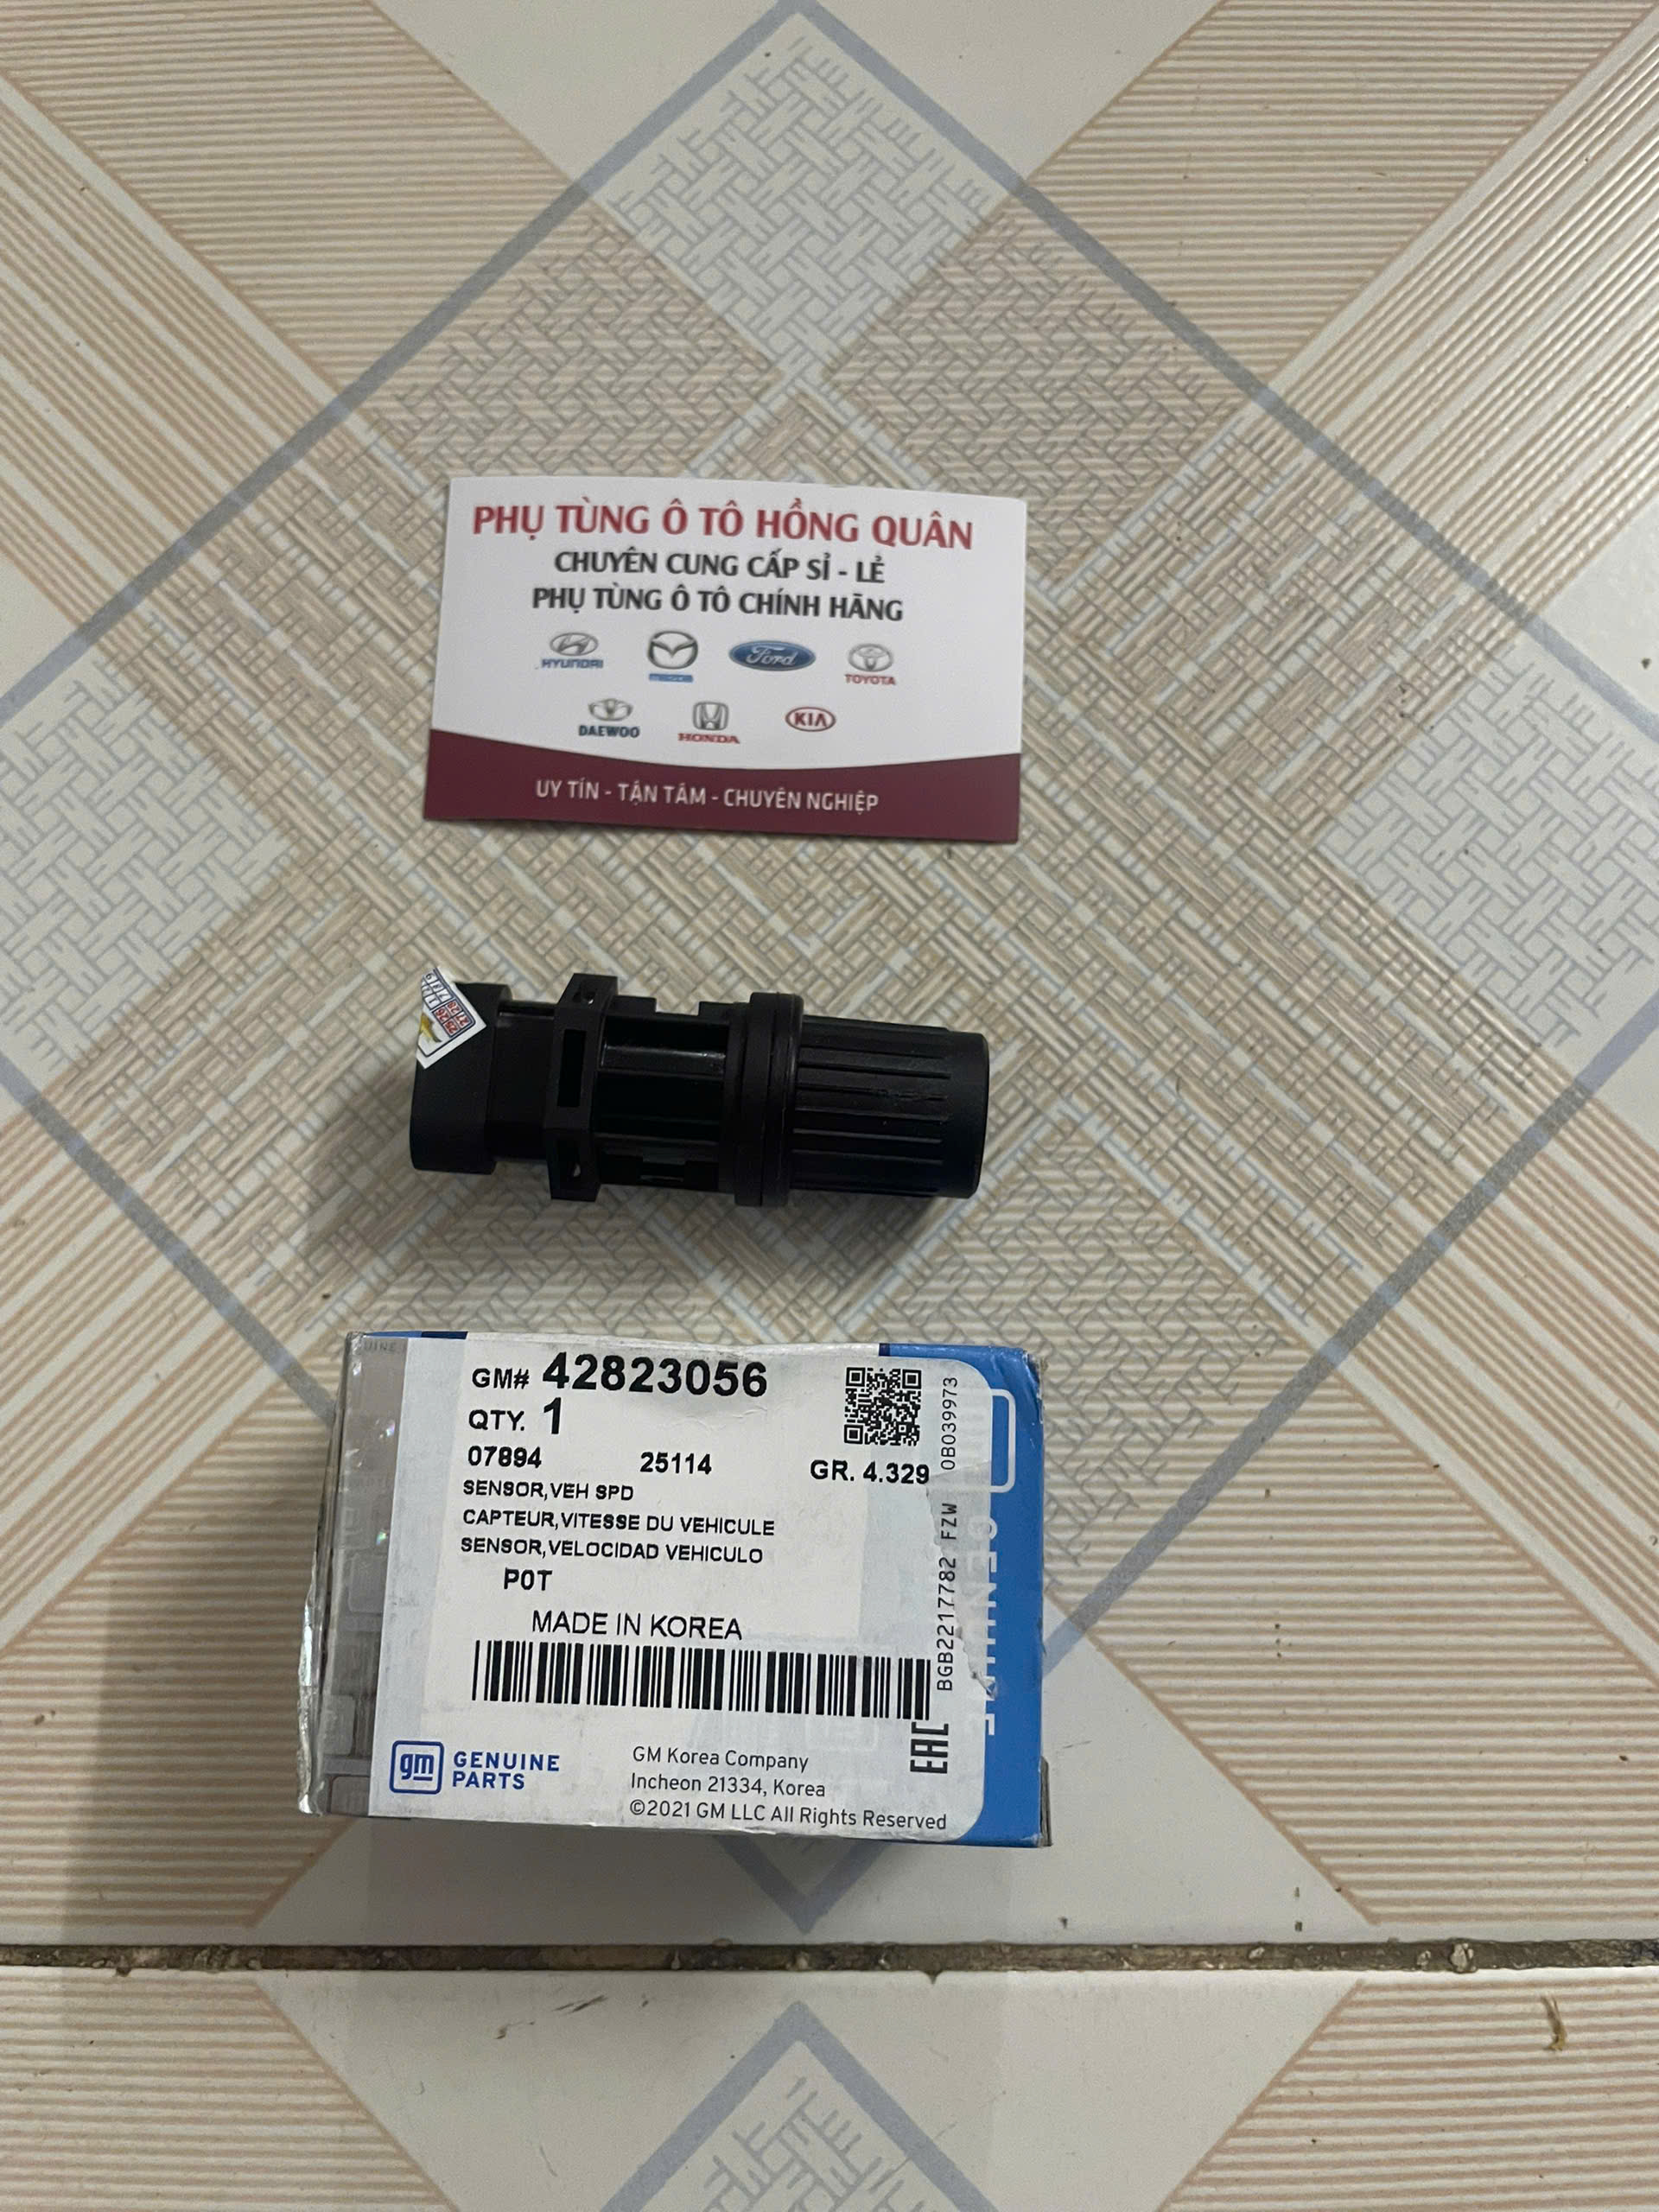 PHỤ TÙNG Ô TÔ HỒNG QUÂN
CHUYÊN CUNG CẤP SỈ - LẺ
PHỤ TÙNG Ô TÔ CHÍNH HÃNG
HYUNDAI
Ford
TOYOTA
DAEWOO
HONDA
KIA
UY TÍN - TẬN TÂM - CHUYÊN NGHIỆP
GM# 42823056
QTY. 1
07894 25114 GR. 4.329
SENSOR,VEH SPD
CAPTEUR,VITESSE DU VEHICULE
SENSOR,VELOCIDAD VEHICULO
P0T
MADE IN KOREA
BGB2217782 FZW 0B039973
EAC
gm GENUINE
PARTS
GM Korea Company
Incheon 21334, Korea
©2021 GM LLC All Rights Reserved